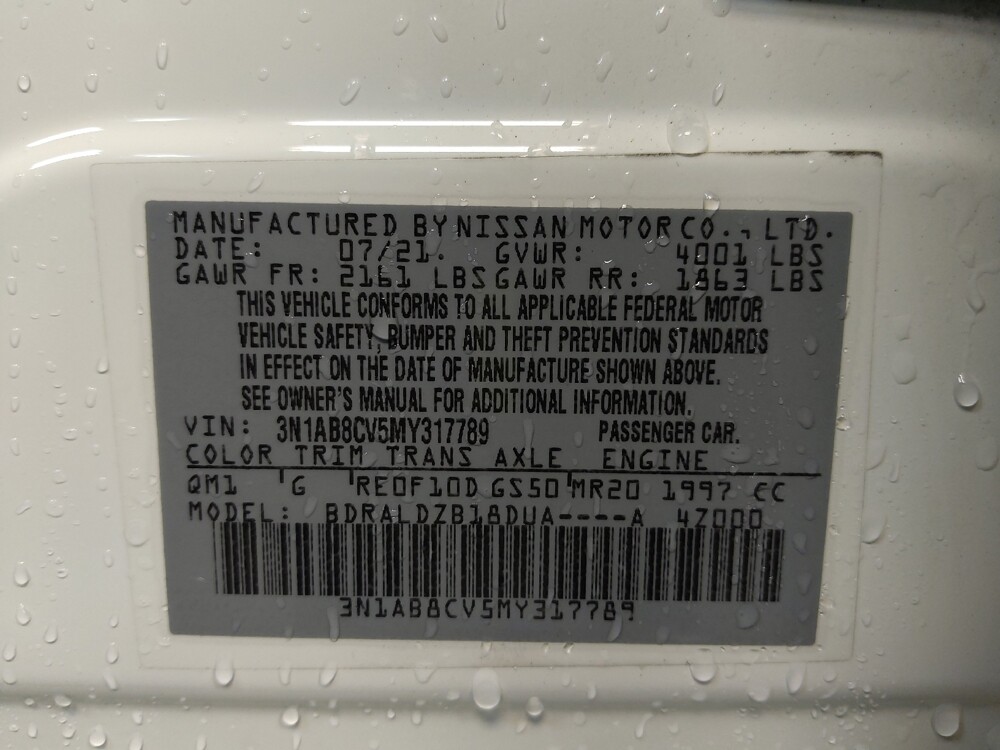 MANUFACTURED BY NISSAN MOTOR CO., LTD.
DATE: 07/21. GVWR: 4001 LBS
GAWR FR: 2161 LBS GAWR RR: 1863 LBS
THIS VEHICLE CONFORMS TO ALL APPLICABLE FEDERAL MOTOR
VEHICLE SAFETY, BUMPER AND THEFT PREVENTION STANDARDS
IN EFFECT ON THE DATE OF MANUFACTURE SHOWN ABOVE.
SEE OWNER'S MANUAL FOR ADDITIONAL INFORMATION.
VIN: 3N1AB8CV5MY317789 PASSENGER CAR.
COLOR TRIM TRANS AXLE ENGINE
QM1 G RE0F10D GS50 MR20 1997 CC
MODEL: BDRALDZB18DUA----A 4Z000
3N1AB8CV5MY317789